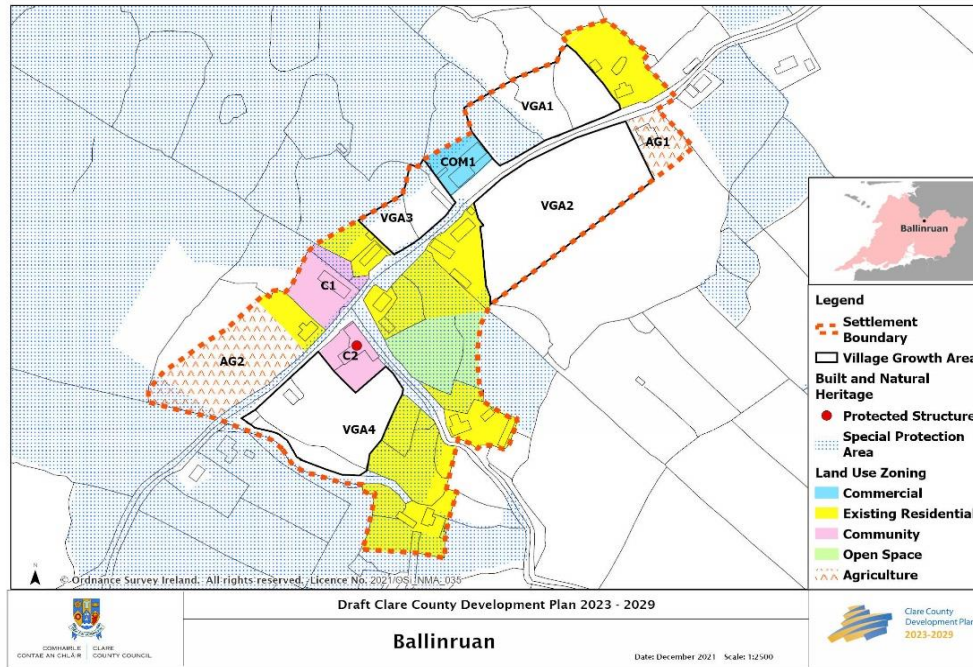 VGA1
COM1
AG1
VGA2
VGA3
C1
C2
AG2
VGA4
Ballinruan
Legend
Settlement
Boundary
Village Growth Area
Built and Natural
Heritage
Protected Structure
Special Protection
Area
Land Use Zoning
Commercial
Existing Residential
Community
Open Space
Agriculture
N
© Ordnance Survey Ireland. All rights reserved. Licence No. 2021/OSi_NMA_035
Draft Clare County Development Plan 2023 - 2029
Ballinruan
Date: December 2021 Scale: 1:2500
COMHAIRLE
CONTAE AN CHLÁIR
CLARE
COUNTY COUNCIL
Clare County
Development Plan
2023-2029